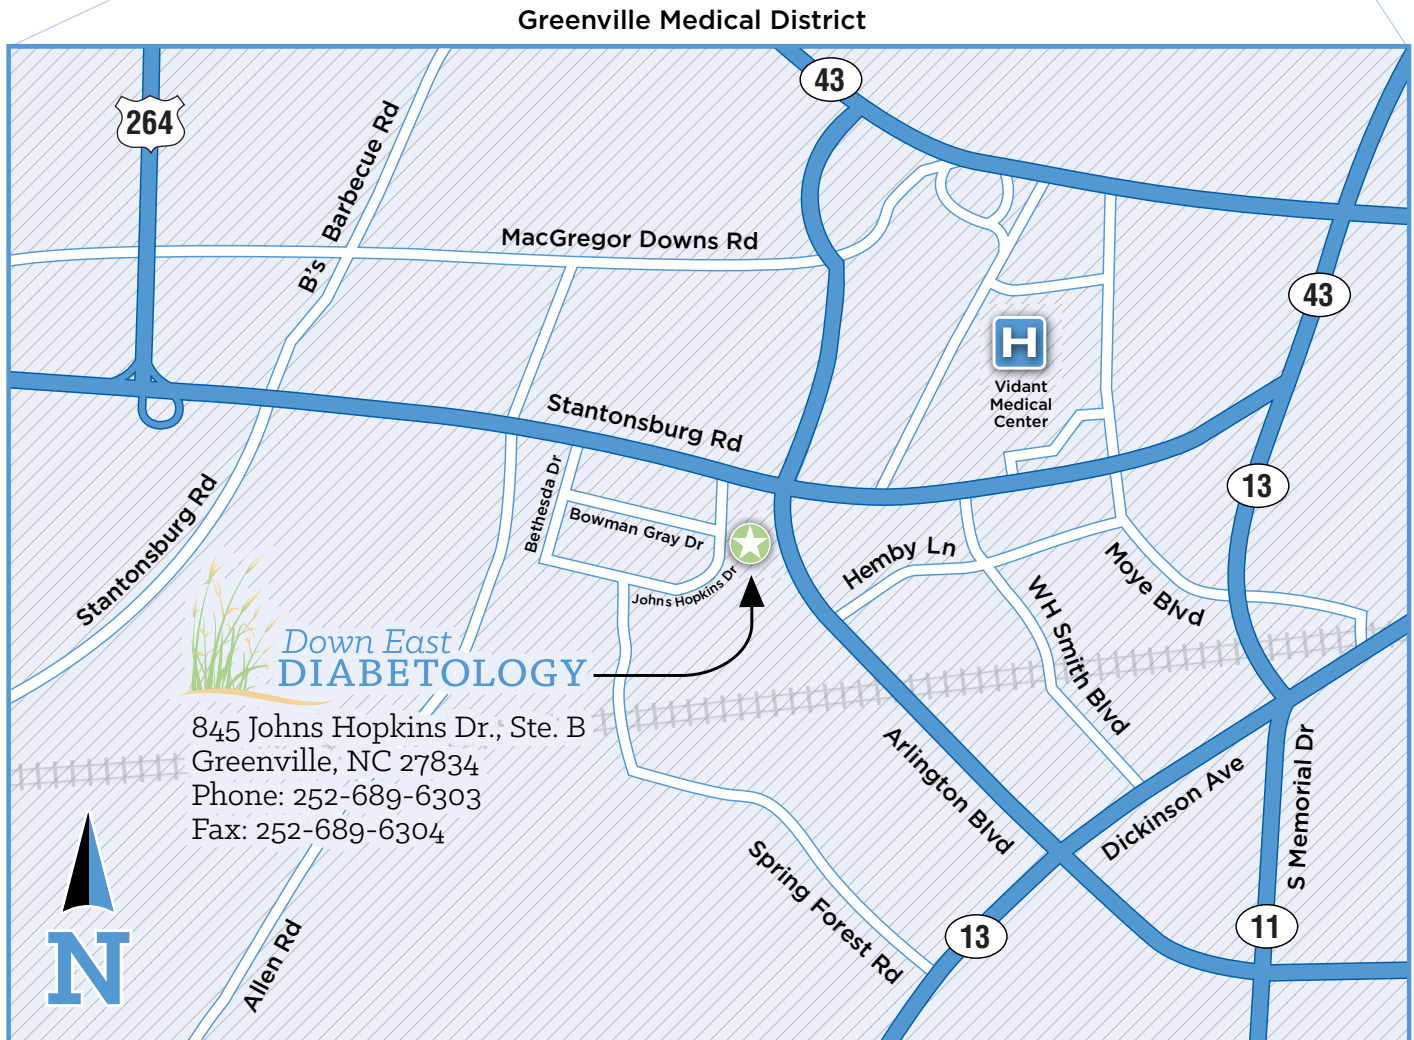 Greenville Medical District
43
264
B's Barbecue Rd
MacGregor Downs Rd
43
H
Vidant
Medical
Center
Stantonsburg Rd
Bethesda Dr
Bowman Gray Dr
Johns Hopkins Dr
13
Hemby Ln
Moye Blvd
WH Smith Blvd
Stantonsburg Rd
Down East
DIABETOLOGY
845 Johns Hopkins Dr., Ste. B
Greenville, NC 27834
Phone: 252-689-6303
Fax: 252-689-6304
Arlington Blvd
Dickinson Ave
S Memorial Dr
Spring Forest Rd
13
11
Allen Rd
N